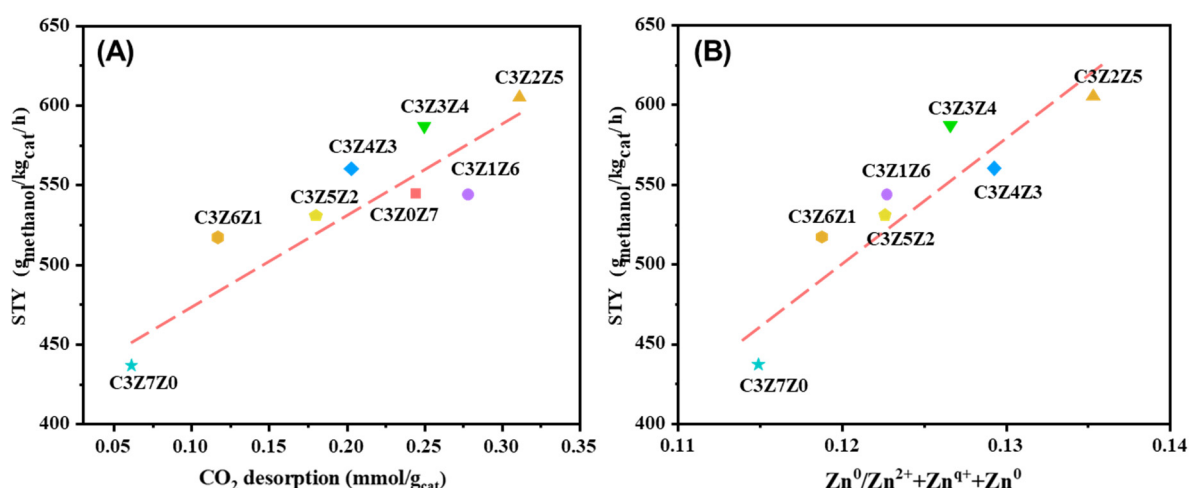 (A)
650
600
550
500
450
400
STY (gmethanol/kgcat/h)
C3Z2Z5
C3Z3Z4
C3Z4Z3
C3Z1Z6
C3Z5Z2
C3Z0Z7
C3Z6Z1
C3Z7Z0
0.05 0.10 0.15 0.20 0.25 0.30 0.35
CO2 desorption (mmol/gcat)
(B)
650
600
550
500
450
400
STY (gmethanol/kgcat/h)
C3Z2Z5
C3Z3Z4
C3Z1Z6
C3Z4Z3
C3Z6Z1
C3Z5Z2
C3Z7Z0
0.11 0.12 0.13 0.14
Zn⁰/Zn²⁺+Znq⁺+Zn⁰